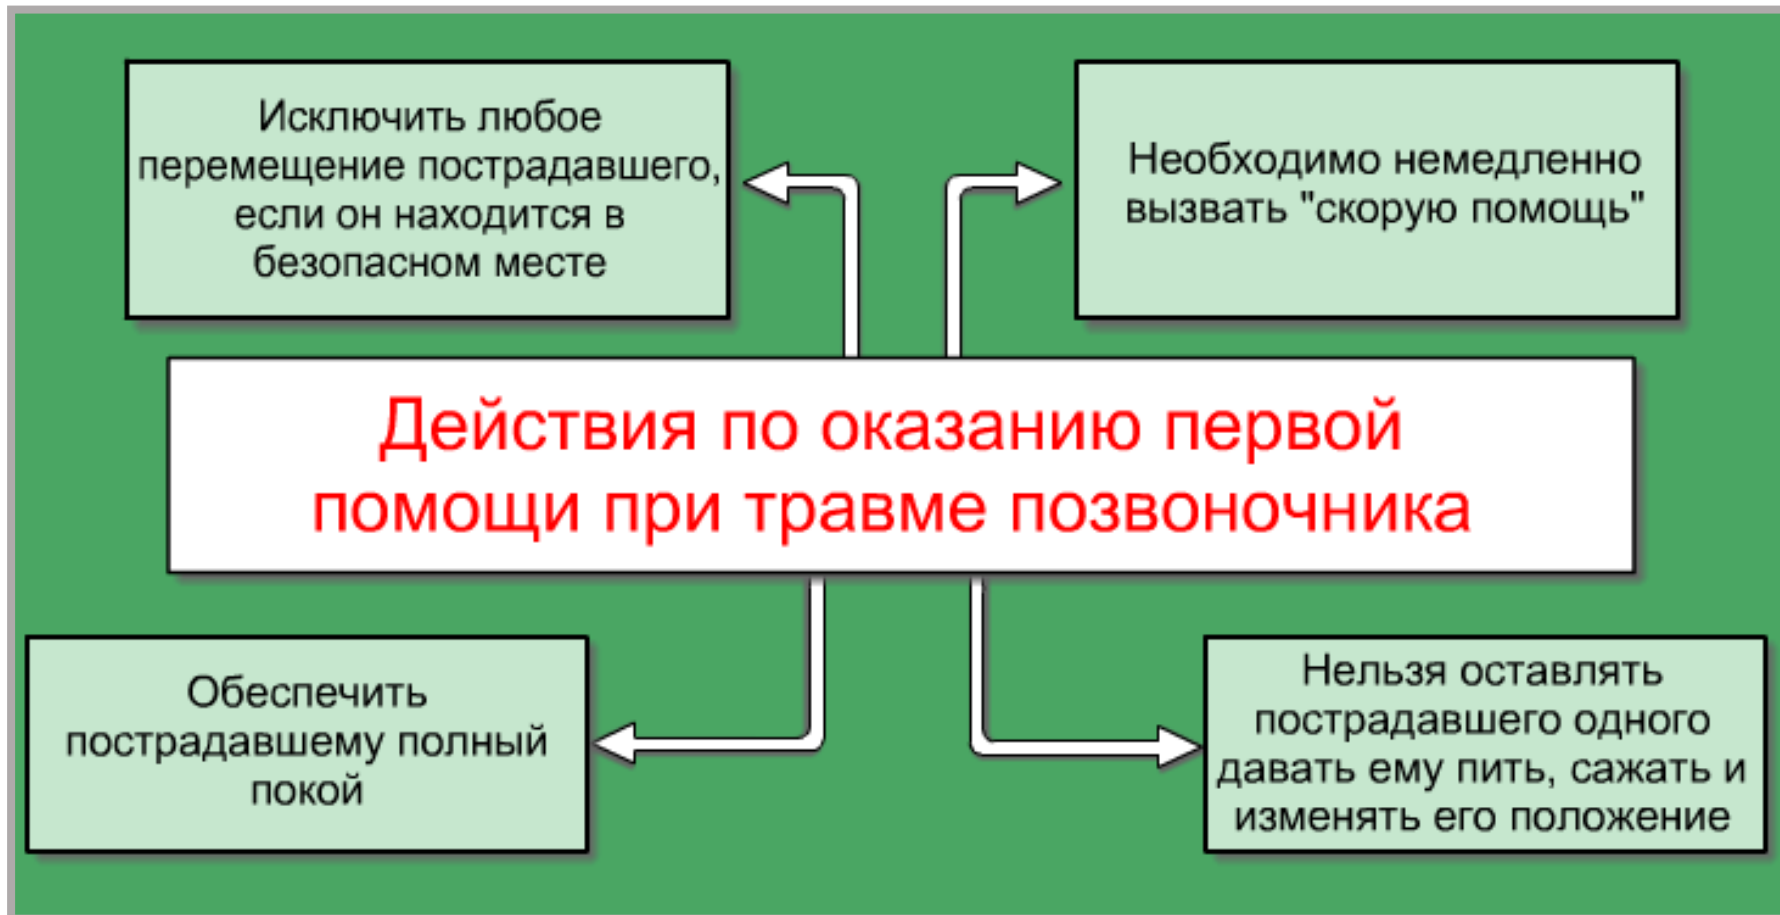 Исключить любое
перемещение пострадавшего,
если он находится в
безопасном месте
Необходимо немедленно
вызвать "скорую помощь"
Действия по оказанию первой
помощи при травме позвоночника
Обеспечить
пострадавшему полный
покой
Нельзя оставлять
пострадавшего одного
давать ему пить, сажать и
изменять его положение